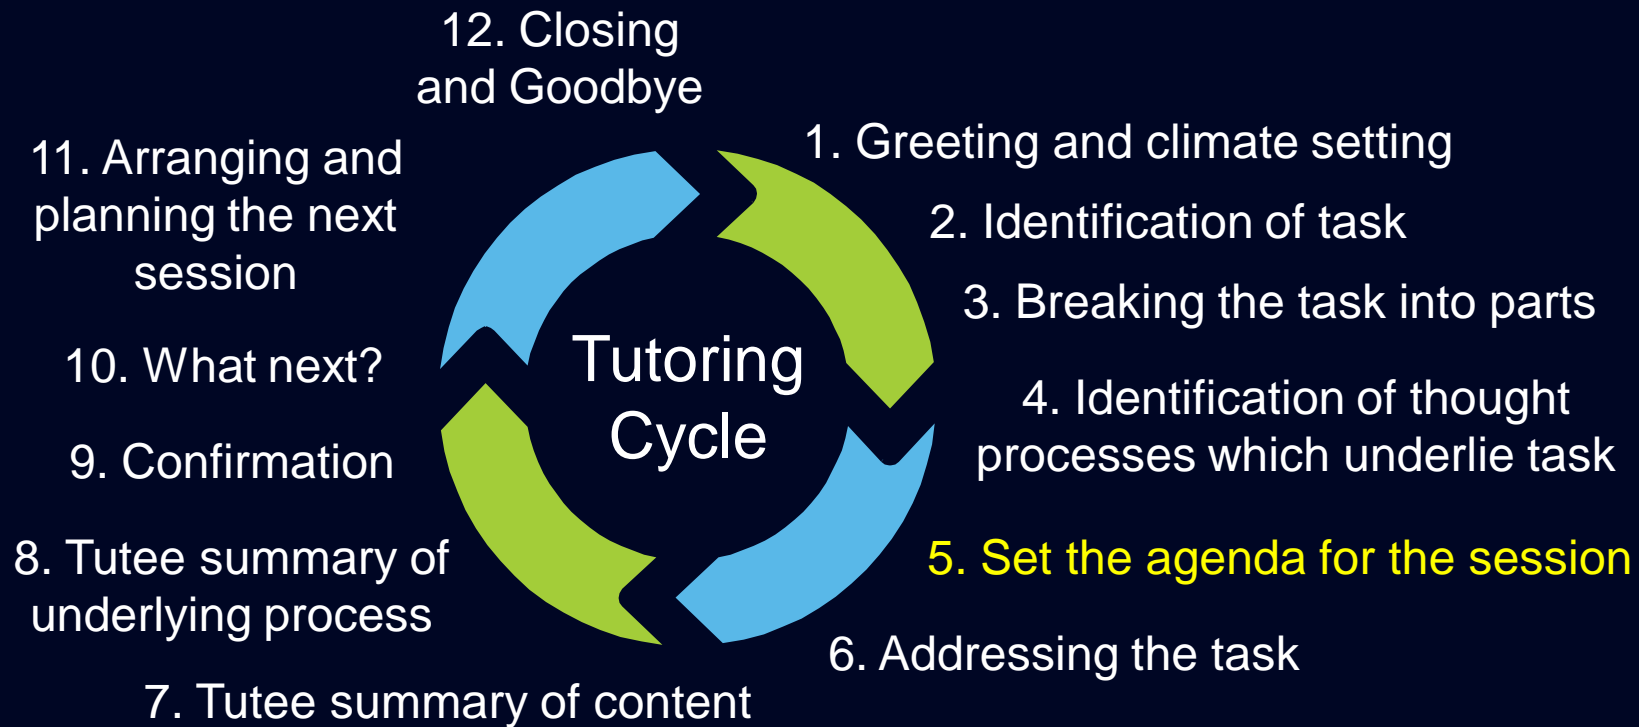 12. Closing
and Goodbye
1. Greeting and climate setting
2. Identification of task
3. Breaking the task into parts
4. Identification of thought
processes which underlie task
5. Set the agenda for the session
6. Addressing the task
7. Tutee summary of content
8. Tutee summary of
underlying process
9. Confirmation
10. What next?
11. Arranging and
planning the next
session
Tutoring
Cycle